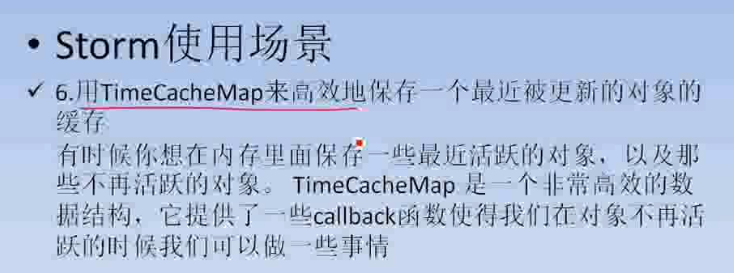 • Storm使用场景
✓ 6.用TimeCacheMap来高效地保存一个最近被更新的对象的
缓存
有时候你想在内存里面保存一些最近活跃的对象，以及那
些不再活跃的对象。 TimeCacheMap 是一个非常高效的数
据结构，它提供了一些callback函数使得我们在对象不再活
跃的时候我们可以做一些事情